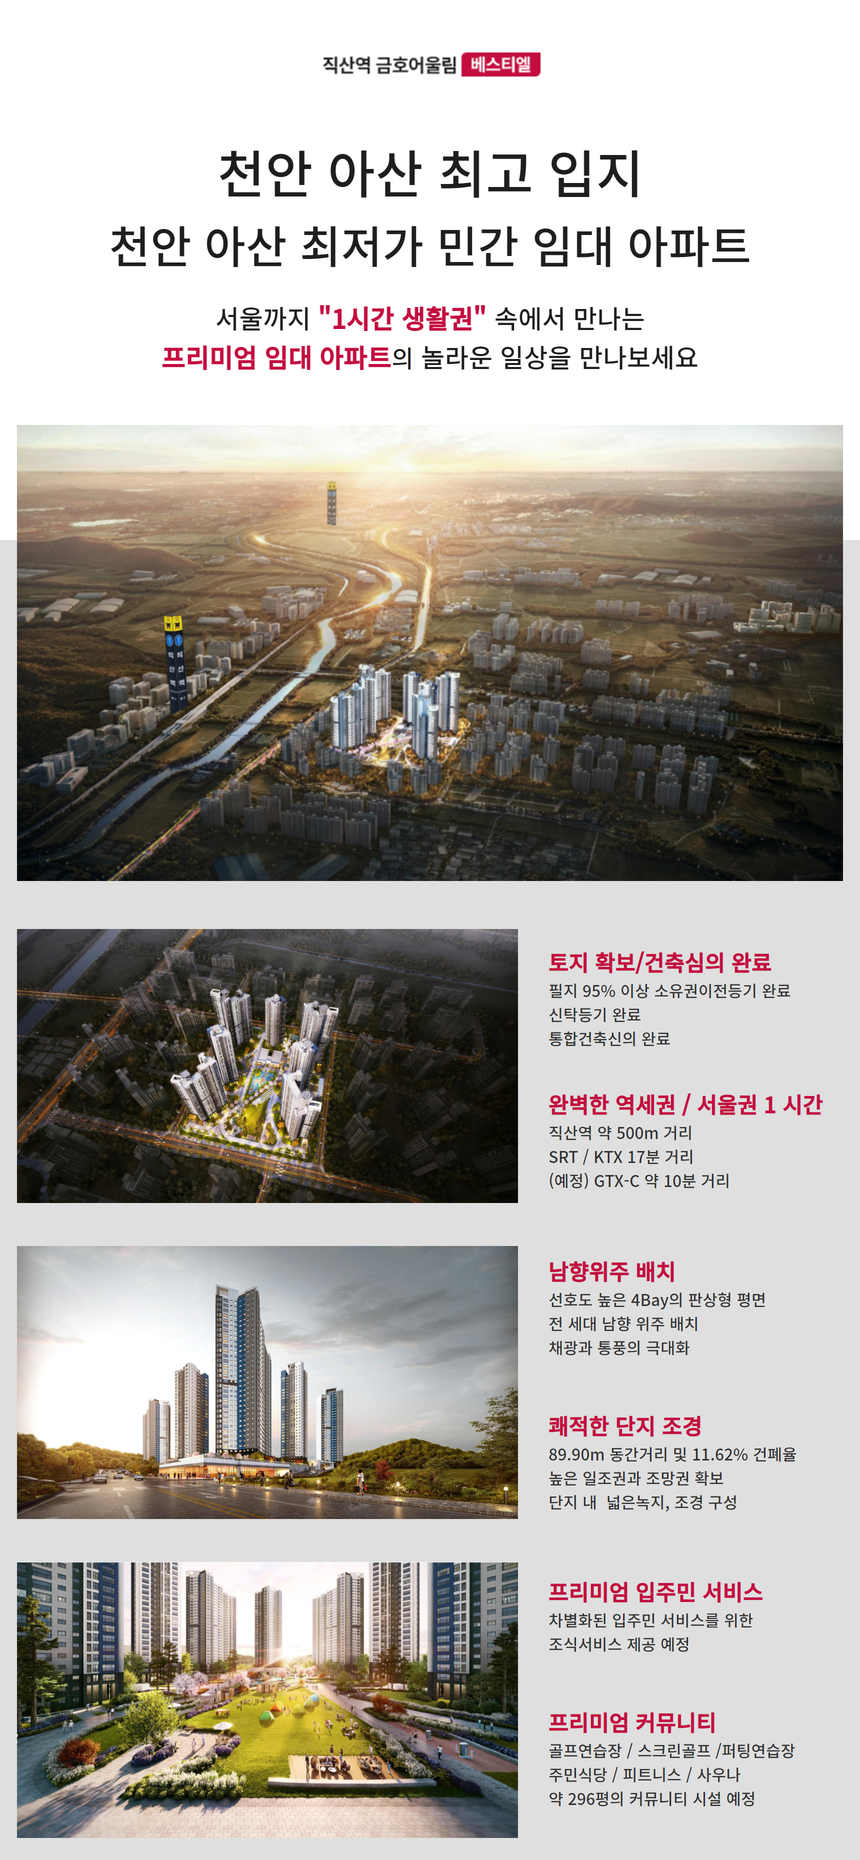 직산역 금호어울림 베스티엘
천안 아산 최고 입지
천안 아산 최저가 민간 임대 아파트
서울까지 "1시간 생활권" 속에서 만나는
프리미엄 임대 아파트의 놀라운 일상을 만나보세요
1
직산역
직산역
토지 확보/건축심의 완료
필지 95% 이상 소유권이전등기 완료
신탁등기 완료
통합건축신의 완료
완벽한 역세권 / 서울권 1 시간
직산역 약 500m 거리
SRT / KTX 17분 거리
(예정) GTX-C 약 10분 거리
남향위주 배치
선호도 높은 4Bay의 판상형 평면
전 세대 남향 위주 배치
채광과 통풍의 극대화
쾌적한 단지 조경
89.90m 동간거리 및 11.62% 건폐율
높은 일조권과 조망권 확보
단지 내  넓은녹지, 조경 구성
프리미엄 입주민 서비스
차별화된 입주민 서비스를 위한
조식서비스 제공 예정
프리미엄 커뮤니티
골프연습장 / 스크린골프 /퍼팅연습장
주민식당 / 피트니스 / 사우나
약 296평의 커뮤니티 시설 예정